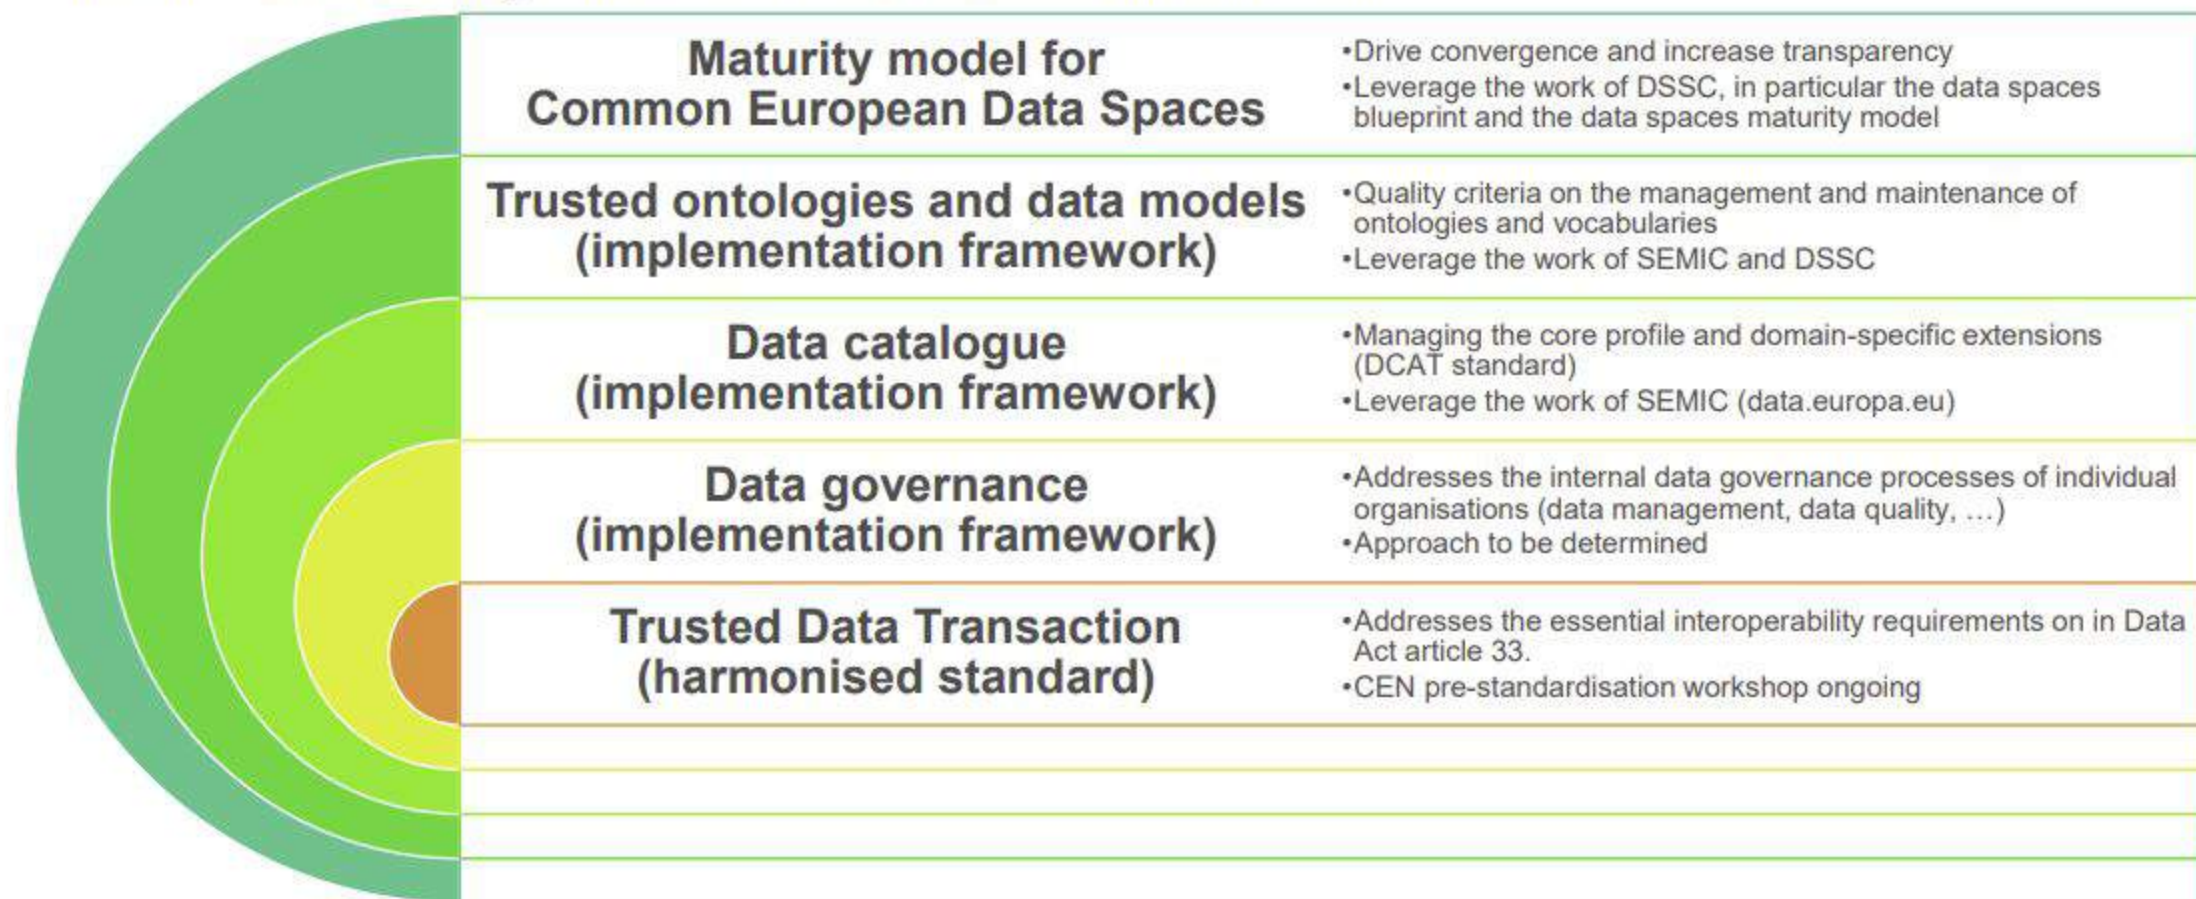 Maturity model for
Common European Data Spaces
•Drive convergence and increase transparency
•Leverage the work of DSSC, in particular the data spaces
blueprint and the data spaces maturity model
Trusted ontologies and data models
(implementation framework)
•Quality criteria on the management and maintenance of
ontologies and vocabularies
•Leverage the work of SEMIC and DSSC
Data catalogue
(implementation framework)
•Managing the core profile and domain-specific extensions
(DCAT standard)
•Leverage the work of SEMIC (data.europa.eu)
Data governance
(implementation framework)
•Addresses the internal data governance processes of individual
organisations (data management, data quality, …)
•Approach to be determined
Trusted Data Transaction
(harmonised standard)
•Addresses the essential interoperability requirements on in Data
Act article 33.
•CEN pre-standardisation workshop ongoing